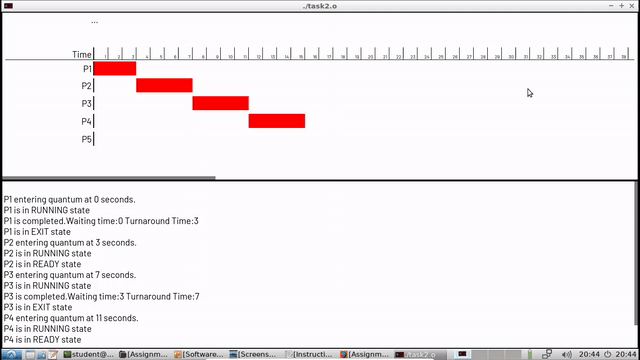 ./task2.o
...
Time 1 2 3 4 5 6 7 8 9 10 11 12 13 14 15 16 17 18 19 20 21 22 23 24 25 26 27 28 29 30 31 32 33 34 35 36 37 38
P1
P2
P3
P4
P5
P1 entering quantum at 0 seconds.
P1 is in RUNNING state
P1 is completed.Waiting time:0 Turnaround Time:3
P1 is in EXIT state
P2 entering quantum at 3 seconds.
P2 is in RUNNING state
P2 is in READY state
P3 entering quantum at 7 seconds.
P3 is in RUNNING state
P3 is completed.Waiting time:3 Turnaround Time:7
P3 is in EXIT state
P4 entering quantum at 11 seconds.
P4 is in RUNNING state
P4 is in READY state
student@... [Assignm... [Software... [Screens... [Instructi... [Assignm... ./task2.o 20:44 20:44